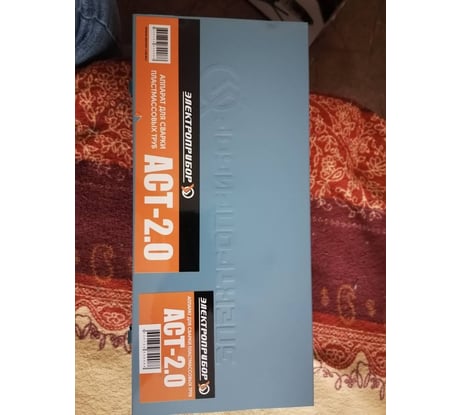 ЭЛЕКТРОПРИБОР
АППАРАТ ДЛЯ СВАРКИ
ПЛАСТМАССОВЫХ ТРУБ
АСТ-2.0
ЭЛЕКТРОПРИБОР
АППАРАТ ДЛЯ СВАРКИ ПЛАСТМАССОВЫХ ТРУБ
АСТ-2.0
ЭЛЕКТРОПРИБОР